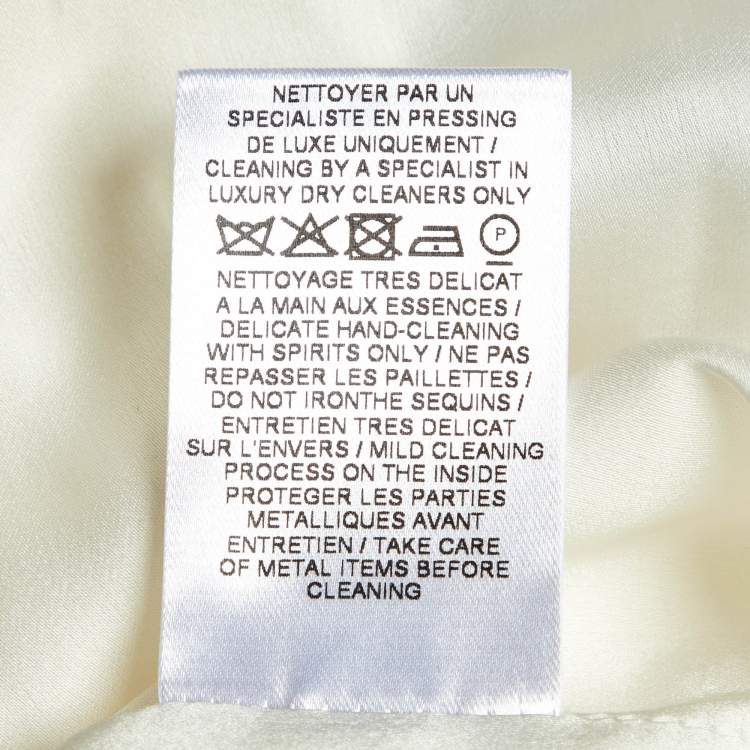 NETTOYER PAR UN
SPECIALISTE EN PRESSING
DE LUXE UNIQUEMENT /
CLEANING BY A SPECIALIST IN
LUXURY DRY CLEANERS ONLY
P
NETTOYAGE TRES DELICAT
A LA MAIN AUX ESSENCES /
DELICATE HAND-CLEANING
WITH SPIRITS ONLY / NE PAS
REPASSER LES PAILLETTES /
DO NOT IRONTHE SEQUINS /
ENTRETIEN TRES DELICAT
SUR L'ENVERS / MILD CLEANING
PROCESS ON THE INSIDE
PROTEGER LES PARTIES
METALLIQUES AVANT
ENTRETIEN / TAKE CARE
OF METAL ITEMS BEFORE
CLEANING